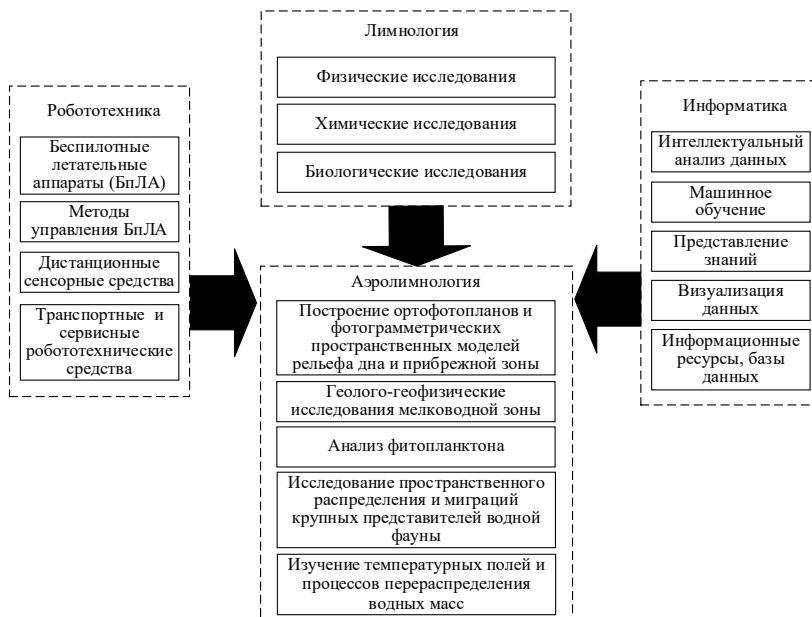 Лимнология
Физические исследования
Химические исследования
Биологические исследования
Робототехника
Беспилотные
летательные
аппараты (БпЛА)
Методы
управления БпЛА
Дистанционные
сенсорные средства
Транспортные и
сервисные
робототехнические
средства
Информатика
Интеллектуальный
анализ данных
Машинное
обучение
Представление
знаний
Визуализация
данных
Информационные
ресурсы, базы
данных
Аэролимнология
Построение ортофотопланов и
фотограмметрических
пространственных моделей
рельефа дна и прибрежной зоны
Геолого-геофизические
исследования мелководной зоны
Анализ фитопланктона
Исследование пространственного
распределения и миграций
крупных представителей водной
фауны
Изучение температурных полей и
процессов перераспределения
водных масс